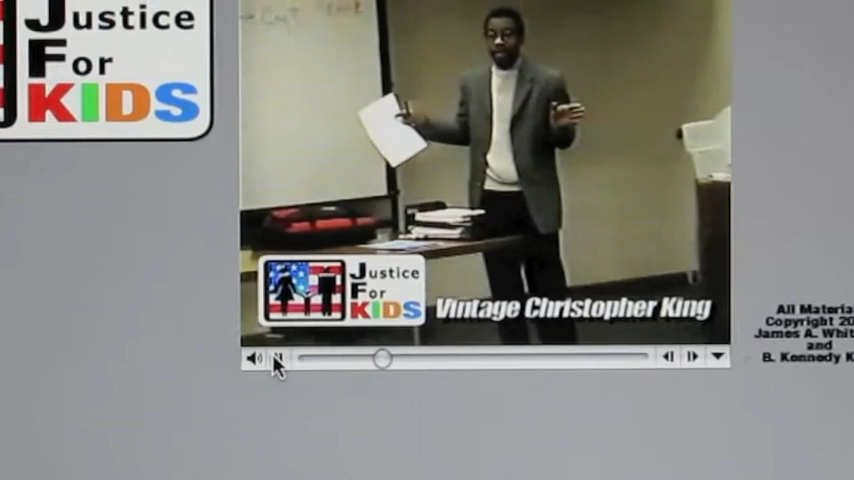 Justice
For
KIDS
Justice
For
KIDS
Vintage Christopher King
All Materia
Copyright 20
James A. Whit
and
B. Kennedy K